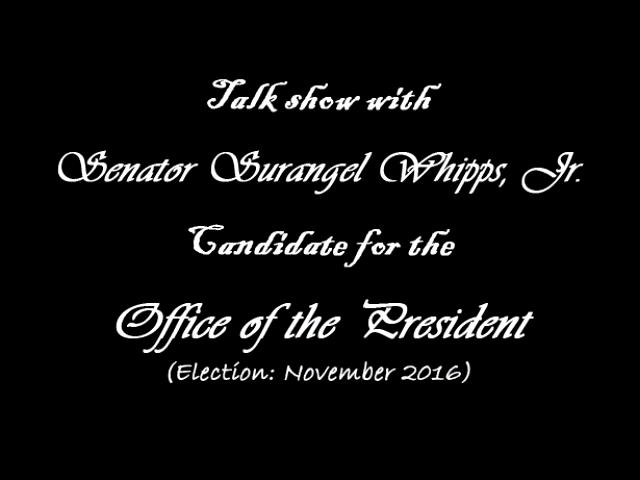 Talk show with
Senator Surangel Whipps, Jr.
Candidate for the
Office of the President
(Election: November 2016)